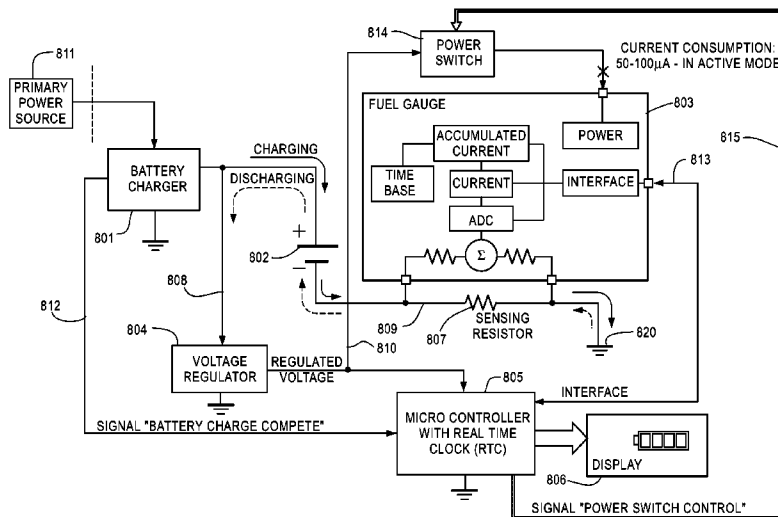 811
PRIMARY
POWER
SOURCE
814
POWER
SWITCH
CURRENT CONSUMPTION:
50-100µA - IN ACTIVE MODE
FUEL GAUGE
803
POWER
815
ACCUMULATED
CURRENT
TIME
BASE
CURRENT
INTERFACE
813
ADC
Σ
CHARGING
DISCHARGING
BATTERY
CHARGER
801
+
802
−
808
812
809
807
SENSING
RESISTOR
820
804
VOLTAGE
REGULATOR
REGULATED
VOLTAGE
810
805
INTERFACE
MICRO CONTROLLER
WITH REAL TIME
CLOCK (RTC)
SIGNAL "BATTERY CHARGE COMPETE"
DISPLAY
806
SIGNAL "POWER SWITCH CONTROL"